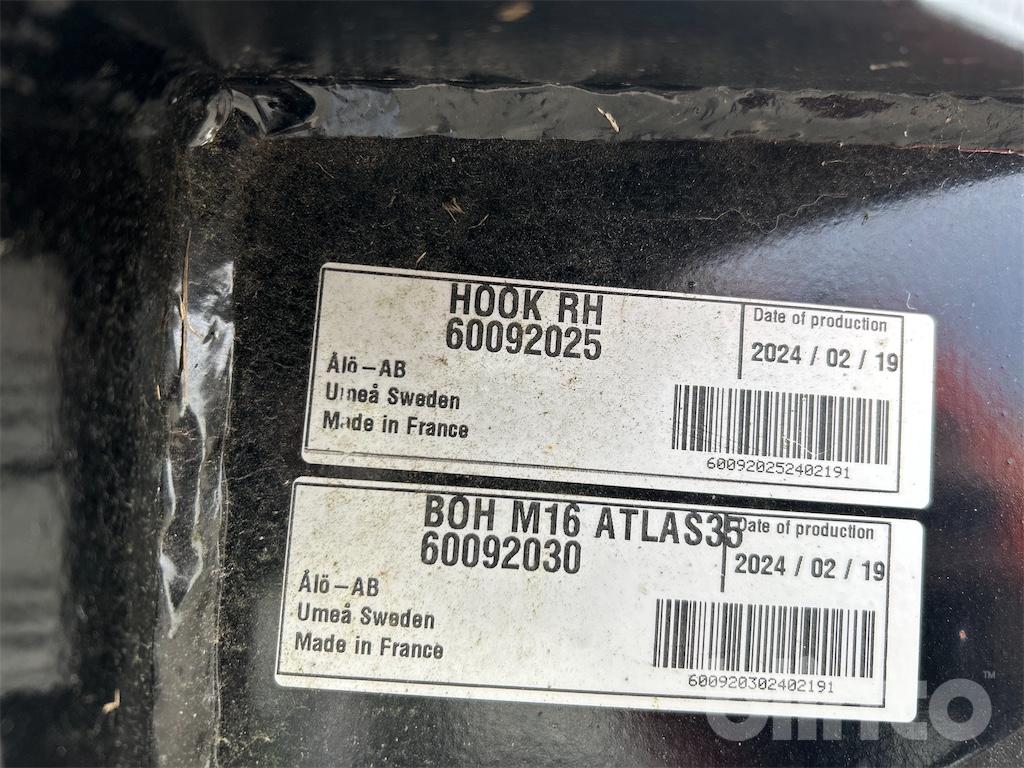 HOOK RH
60092025
Date of production
2024 / 02 / 19
Ålö-AB
Umeå Sweden
Made in France
600920252402191
BOH M16 ATLAS35
60092030
Date of production
2024 / 02 / 19
Ålö-AB
Umeå Sweden
Made in France
600920302402191